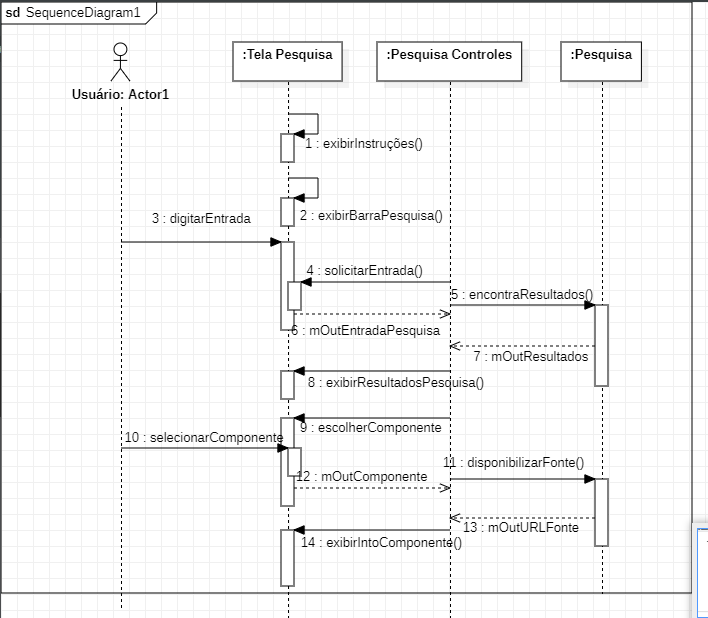 sd SequenceDiagram1
:Tela Pesquisa
:Pesquisa Controles
:Pesquisa
Usuário: Actor1
1 : exibirInstruções()
2 : exibirBarraPesquisa()
3 : digitarEntrada
4 : solicitarEntrada()
5 : encontraResultados()
6 : mOutEntradaPesquisa
7 : mOutResultados
8 : exibirResultadosPesquisa()
9 : escolherComponente
10 : selecionarComponente
11 : disponibilizarFonte()
12 : mOutComponente
13 : mOutURLFonte
14 : exibirIntoComponente()